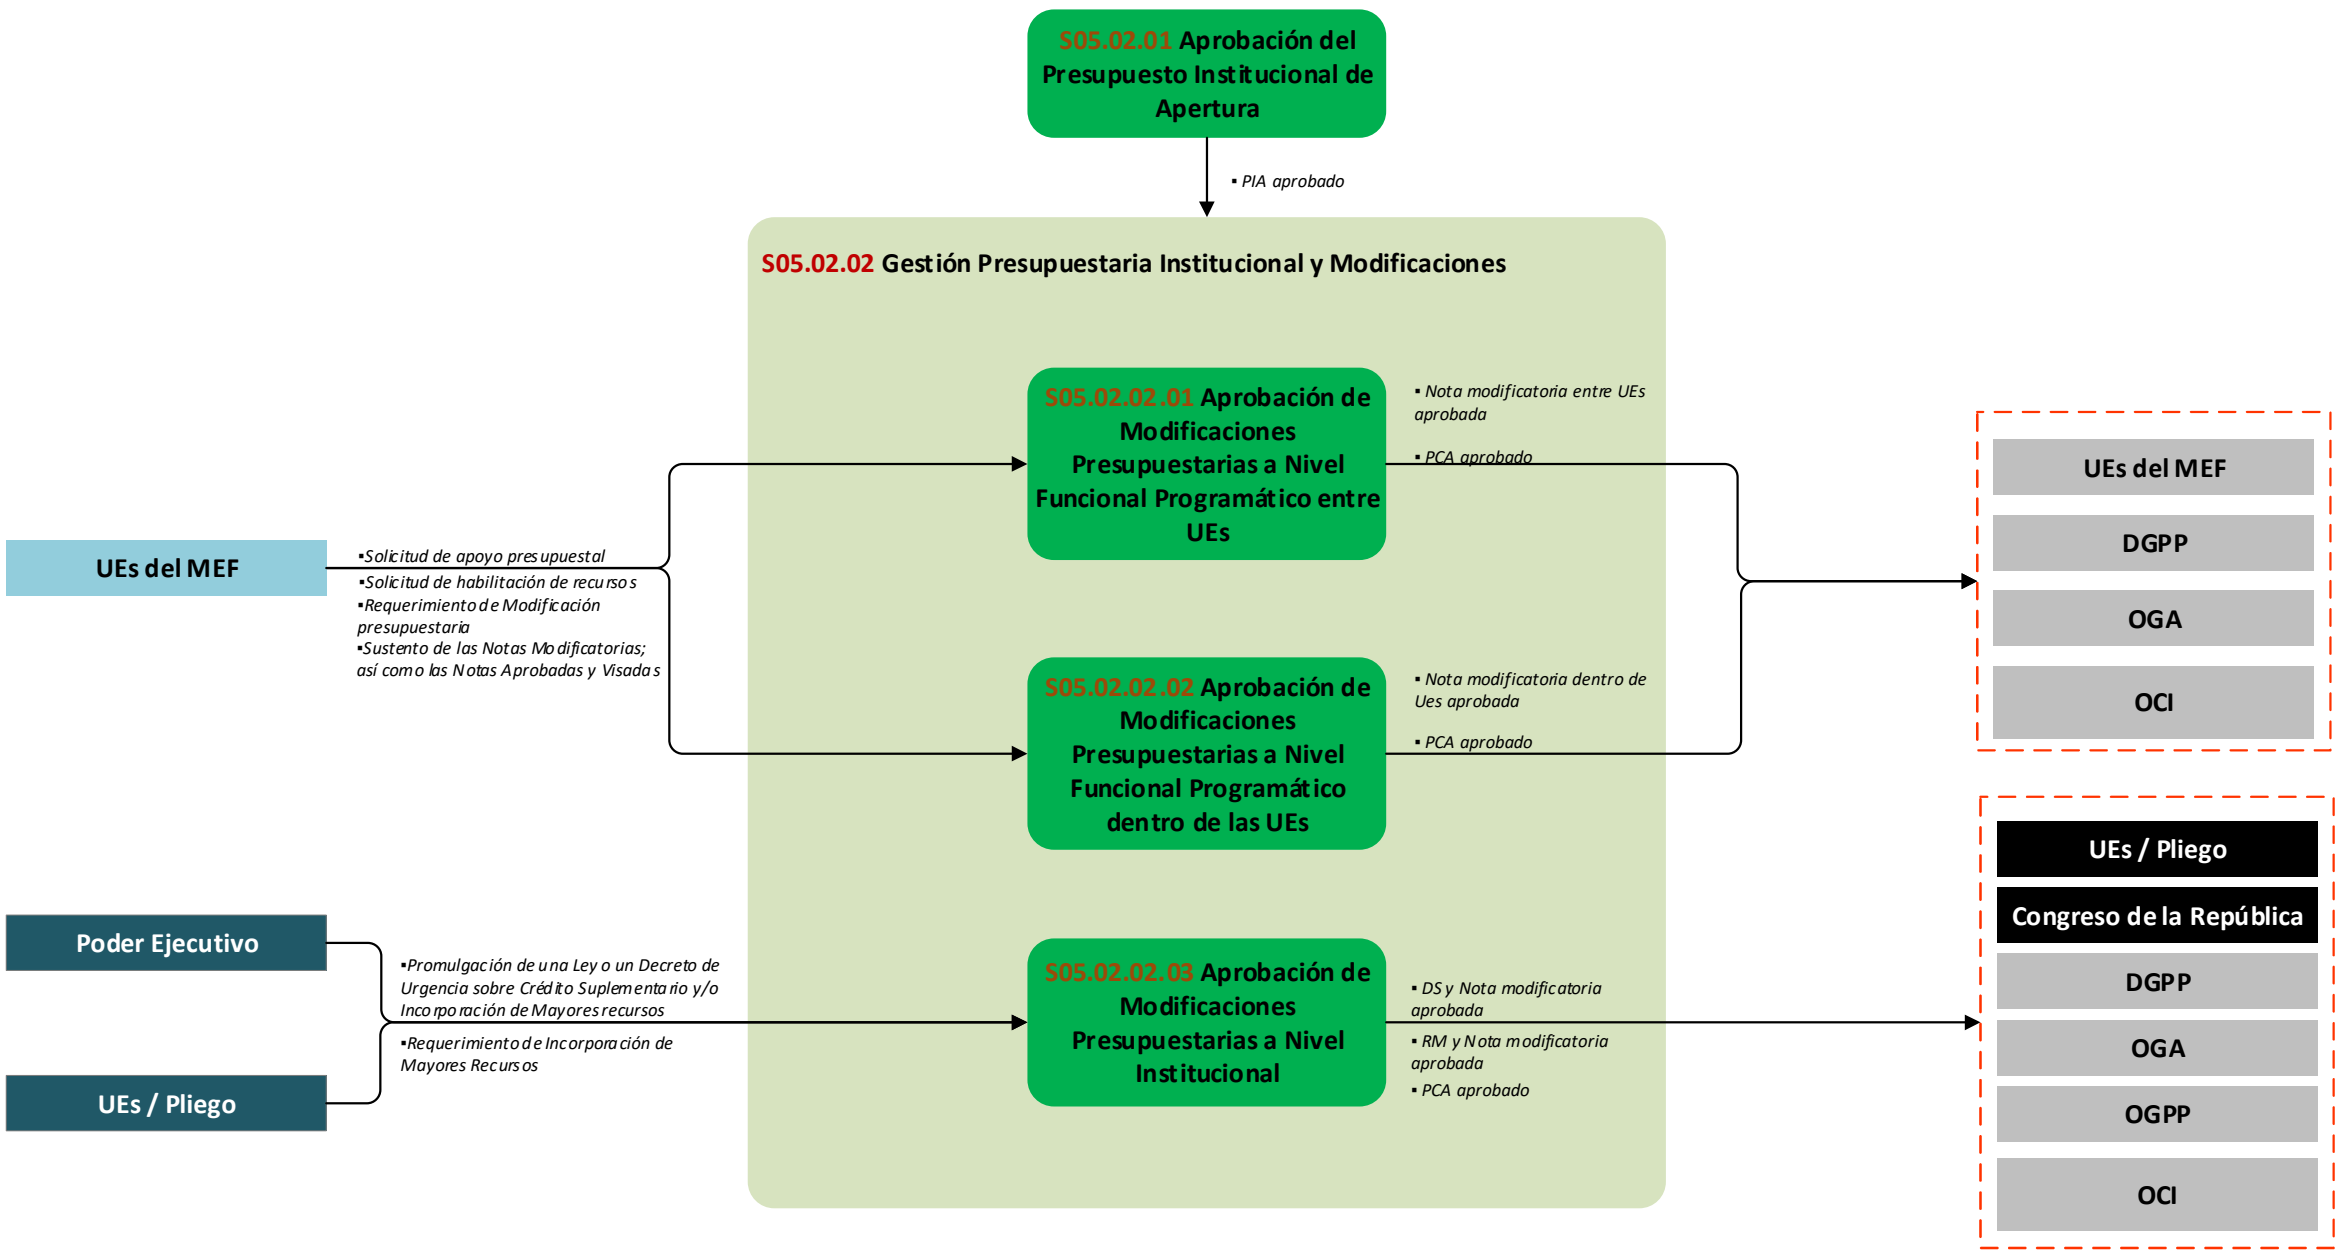 S05.02.01 Aprobación del
Presupuesto Institucional de
Apertura
▪ PIA aprobado
S05.02.02 Gestión Presupuestaria Institucional y Modificaciones
UEs del MEF
▪Solicitud de apoyo presupuestal
▪Solicitud de habilitación de recursos
▪Requerimiento de Modificación
presupuestaria
▪Sustento de las Notas Modificatorias;
así como las Notas Aprobadas y Visadas
S05.02.02.01 Aprobación de
Modificaciones
Presupuestarias a Nivel
Funcional Programático entre
UEs
▪ Nota modificatoria entre UEs
aprobada
▪ PCA aprobado
S05.02.02.02 Aprobación de
Modificaciones
Presupuestarias a Nivel
Funcional Programático
dentro de las UEs
▪ Nota modificatoria dentro de
Ues aprobada
▪ PCA aprobado
UEs del MEF
DGPP
OGA
OCI
Poder Ejecutivo
UEs / Pliego
▪Promulgación de una Ley o un Decreto de
Urgencia sobre Crédito Suplementario y/o
Incorporación de Mayores recursos
▪Requerimiento de Incorporación de
Mayores Recursos
S05.02.02.03 Aprobación de
Modificaciones
Presupuestarias a Nivel
Institucional
▪ DS y Nota modificatoria
aprobada
▪ RM y Nota modificatoria
aprobada
▪ PCA aprobado
UEs / Pliego
Congreso de la República
DGPP
OGA
OGPP
OCI